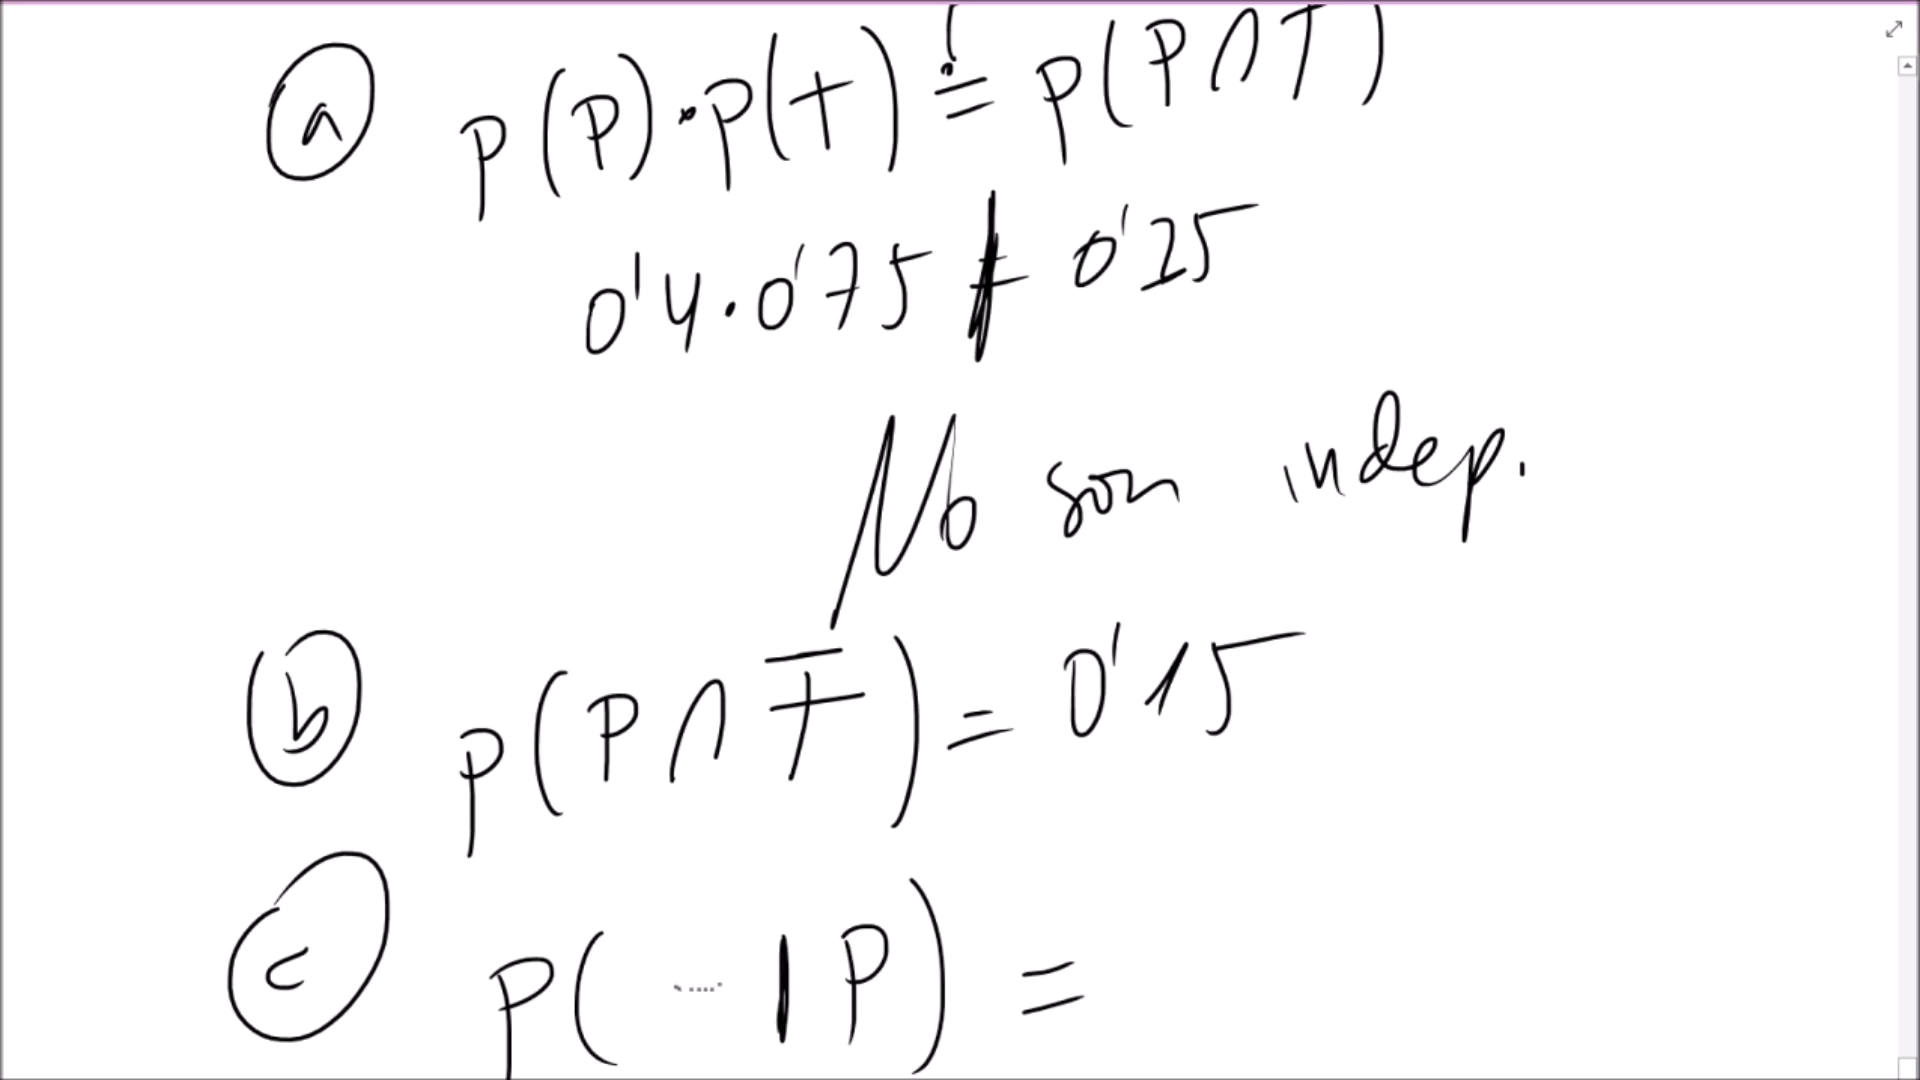 a p(P)·p(T) ¿= p(P∩T)
0'4·0'75 ≠ 0'25
No son indep.
b p(P∩T̅) = 0'15
c p( |P) =